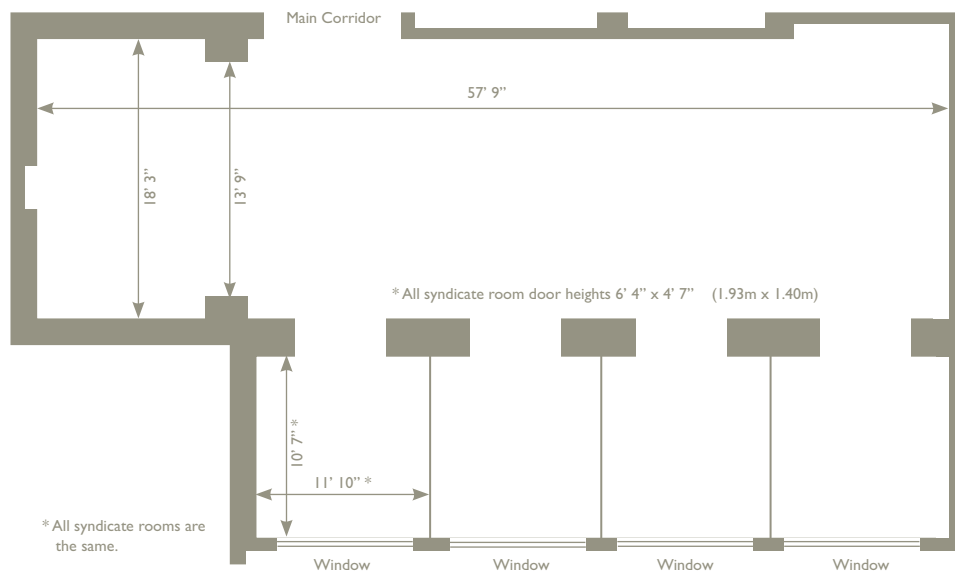 Main Corridor
57’ 9”
18’ 3”
13’ 9”
* All syndicate room door heights 6’ 4” x 4’ 7” (1.93m x 1.40m)
10’ 7” *
11’ 10” *
* All syndicate rooms are
the same.
Window
Window
Window
Window